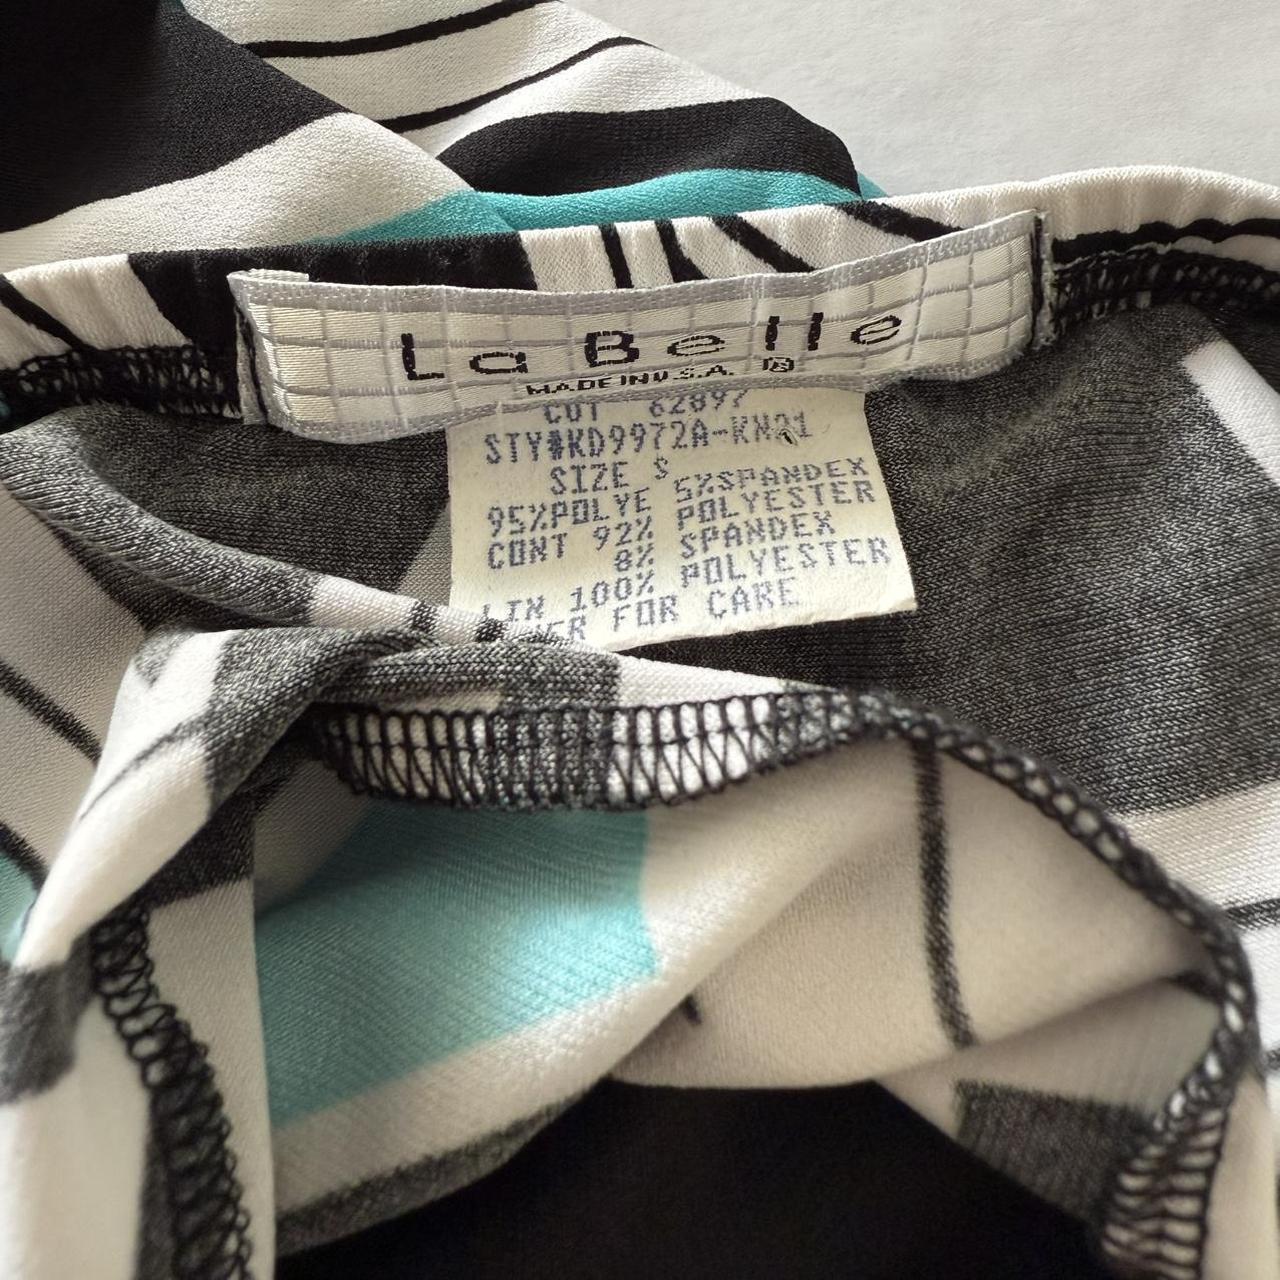 La Belle
MADE IN U.S.A. ®
CUT 62897
STY#KD9972A-KN21
SIZE S
95%POLYE 5%SPANDEX
CONT 92% POLYESTER
8% SPANDEX
LIN 100% POLYESTER
FOR CARE